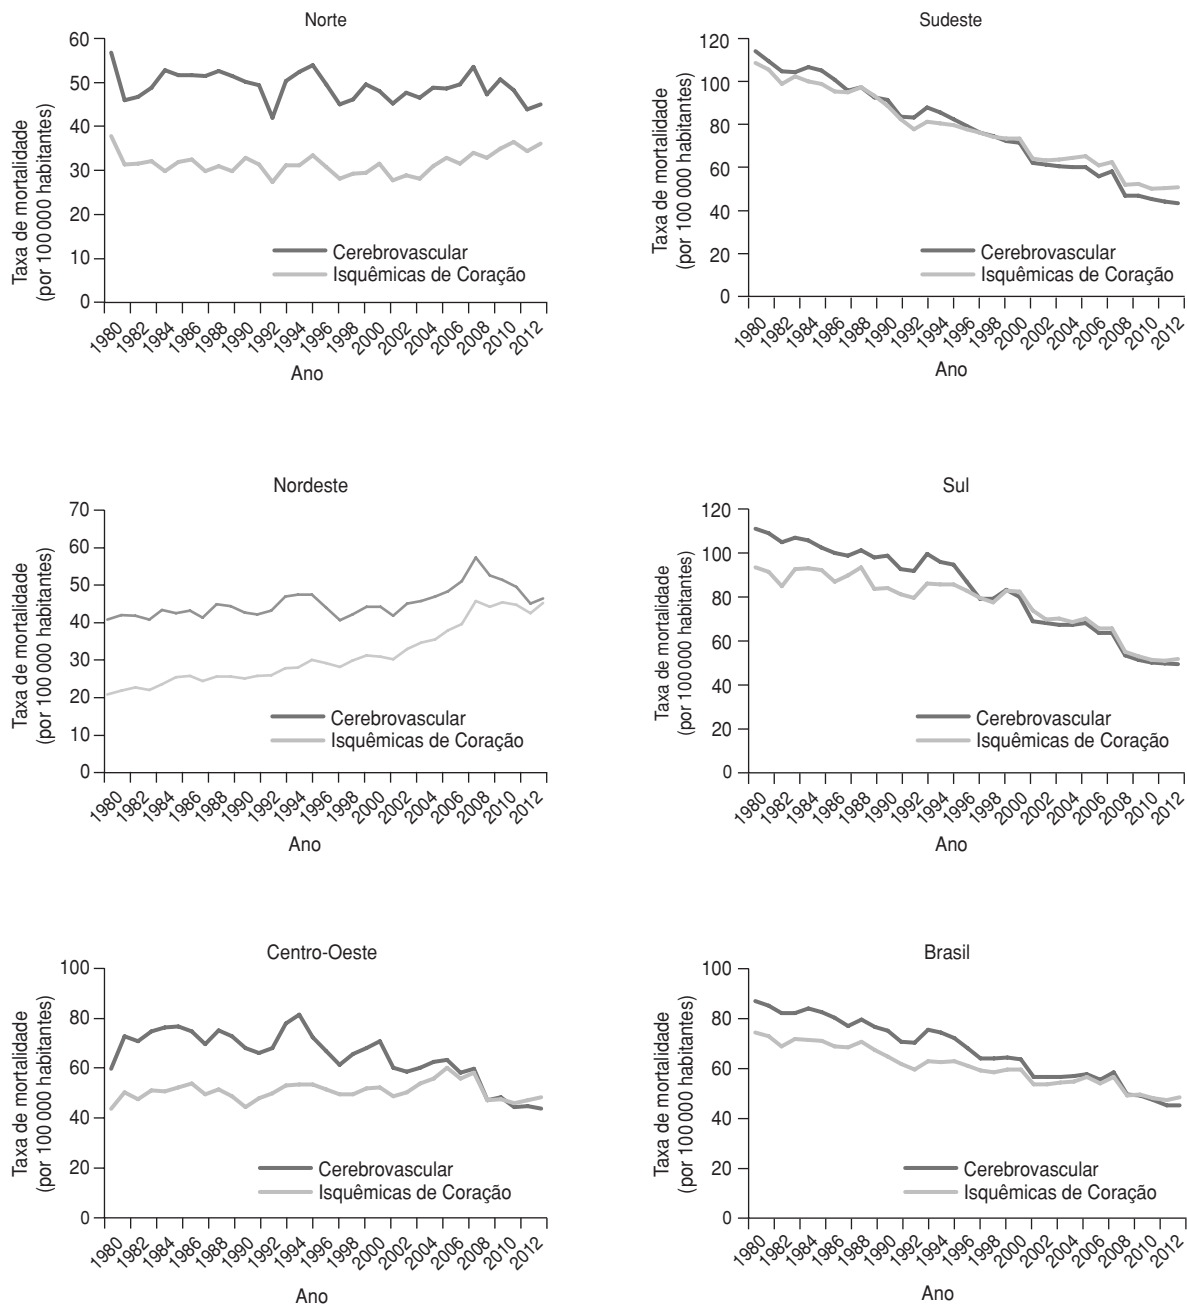 Norte
Taxa de mortalidade
(por 100 000 habitantes)
60
50
40
30
20
10
0
Cerebrovascular
Isquêmicas de Coração
1980 1982 1984 1986 1988 1990 1992 1994 1996 1998 2000 2002 2004 2006 2008 2010 2012
Ano
Sudeste
Taxa de mortalidade
(por 100 000 habitantes)
120
100
80
60
40
20
0
Cerebrovascular
Isquêmicas de Coração
1980 1982 1984 1986 1988 1990 1992 1994 1996 1998 2000 2002 2004 2006 2008 2010 2012
Ano
Nordeste
Taxa de mortalidade
(por 100 000 habitantes)
70
60
50
40
30
20
10
0
Cerebrovascular
Isquêmicas de Coração
1980 1982 1984 1986 1988 1990 1992 1994 1996 1998 2000 2002 2004 2006 2008 2010 2012
Ano
Sul
Taxa de mortalidade
(por 100 000 habitantes)
120
100
80
60
40
20
0
Cerebrovascular
Isquêmicas de Coração
1980 1982 1984 1986 1988 1990 1992 1994 1996 1998 2000 2002 2004 2006 2008 2010 2012
Ano
Centro-Oeste
Taxa de mortalidade
(por 100 000 habitantes)
100
80
60
40
20
0
Cerebrovascular
Isquêmicas de Coração
1980 1982 1984 1986 1988 1990 1992 1994 1996 1998 2000 2002 2004 2006 2008 2010 2012
Ano
Brasil
Taxa de mortalidade
(por 100 000 habitantes)
100
80
60
40
20
0
Cerebrovascular
Isquêmicas de Coração
1980 1982 1984 1986 1988 1990 1992 1994 1996 1998 2000 2002 2004 2006 2008 2010 2012
Ano